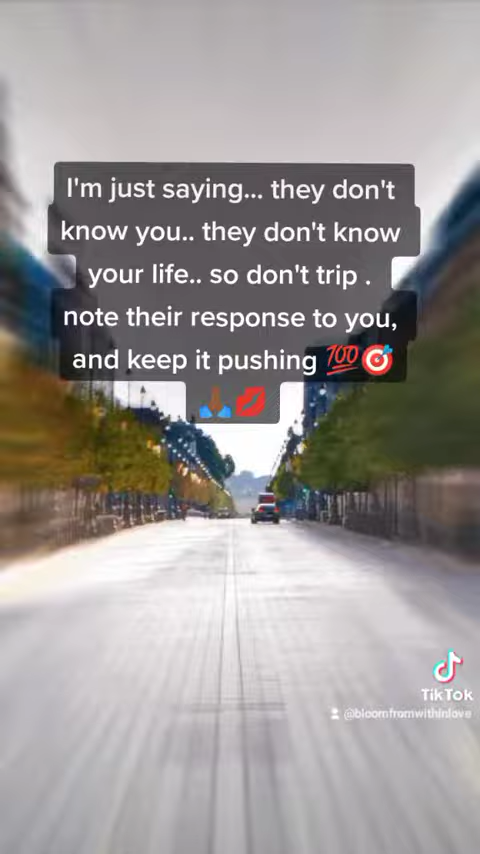 I'm just saying... they don't
know you.. they don't know
your life.. so don't trip .
note their response to you,
and keep it pushing 💯🎯
🙏🏾💋
TikTok
@bloomfromwithinlove